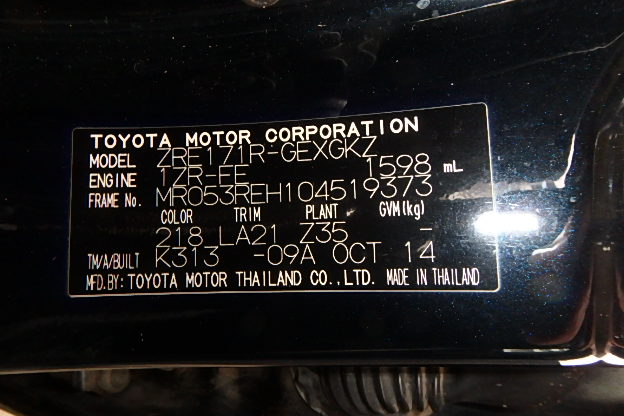 TOYOTA MOTOR CORPORATION
MODEL ZRE171R-GEXGKZ
ENGINE 1ZR-FE 1598 mL
FRAME No. MR053REH104519373
COLOR TRIM PLANT GVM(kg)
218 LA21 Z35 -
TM/A/BUILT K313 -09A OCT 14
MFD.BY: TOYOTA MOTOR THAILAND CO.,LTD. MADE IN THAILAND